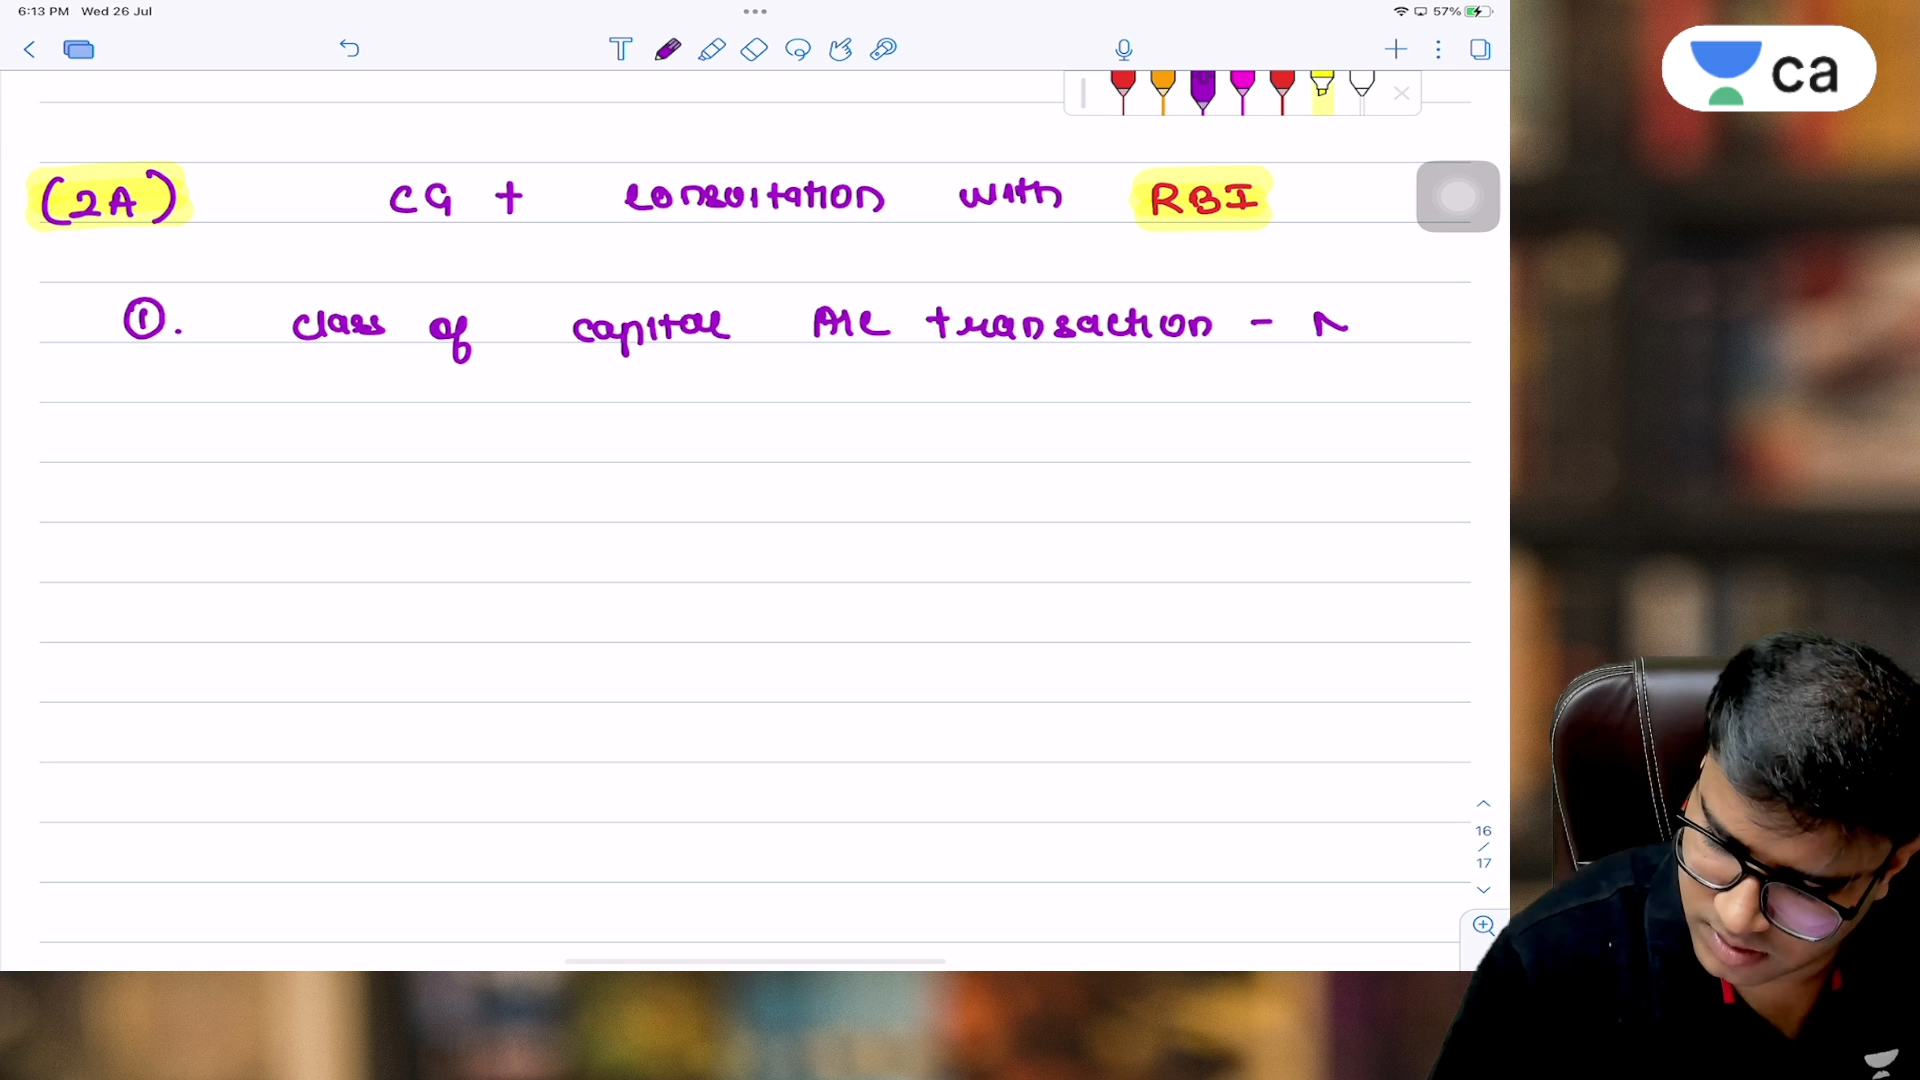 6:13 PM Wed 26 Jul
57%
ca
(2A) CG + consultation with RBI
①. class of capital A/c transaction - N
16
/
17